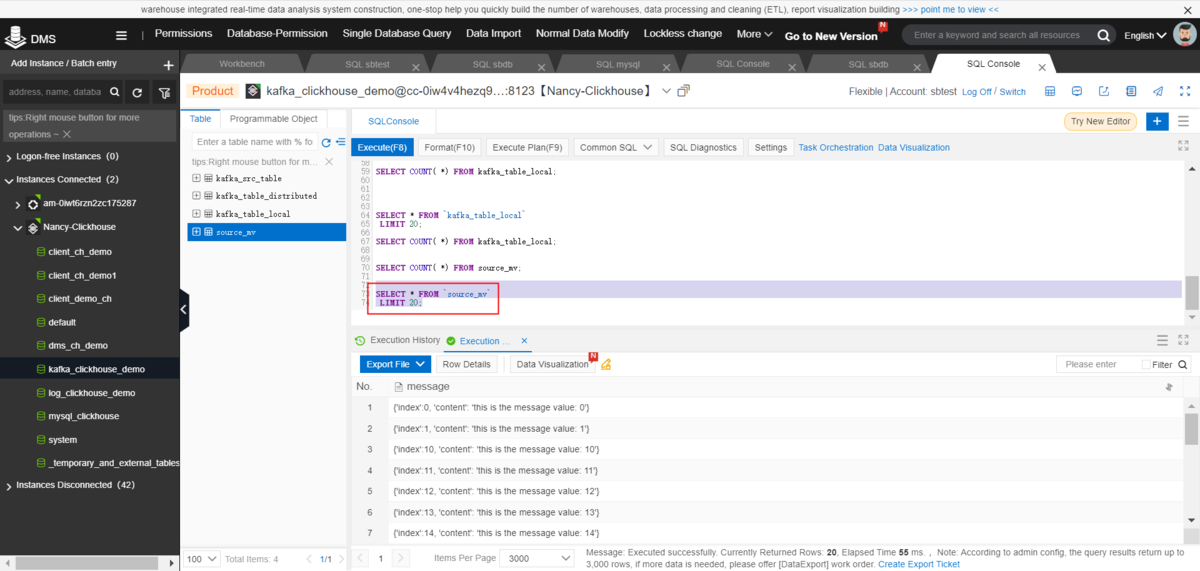 warehouse integrated real-time data analysis system construction, one-stop help you quickly build the number of warehouses, data processing and cleaning (ETL), report visualization building >>> point me to view <<
DMS
Permissions Database-Permission Single Database Query Data Import Normal Data Modify Lockless change More Go to New Version N Enter a keyword and search all resources English
Add Instance / Batch entry
Workbench SQL sbtest SQL sbdb SQL mysql SQL Console SQL sbdb SQL Console
address, name, databa
Product kafka_clickhouse_demo@cc-0iw4v4hezq9...:8123【Nancy-Clickhouse】 Flexible | Account: sbtest Log Off / Switch
tips:Right mouse button for more
operations ~
Table Programmable Object
SQLConsole
Try New Editor
Enter a table name with % fo
Execute(F8) Format(F10) Execute Plan(F9) Common SQL SQL Diagnostics Settings Task Orchestration Data Visualization
tips:Right mouse button for m...
Logon-free Instances (0)
Instances Connected (2)
am-0iwt6rzn2zc175287
Nancy-Clickhouse
client_ch_demo
client_ch_demo1
client_demo_ch
default
dms_ch_demo
kafka_clickhouse_demo
log_clickhouse_demo
mysql_clickhouse
system
_temporary_and_external_tables
Instances Disconnected (42)
kafka_src_table
kafka_table_distributed
kafka_table_local
source_mv
58
59 SELECT COUNT( *) FROM kafka_table_local;
60
61
62
63
64 SELECT * FROM `kafka_table_local`
65 LIMIT 20;
66
67 SELECT COUNT( *) FROM kafka_table_local;
68
69
70 SELECT COUNT( *) FROM source_mv;
71
72
73 SELECT * FROM `source_mv`
74 LIMIT 20;
Execution History Execution ...
Export File Row Details Data Visualization N Please enter Filter
No. message
1 {'index':0, 'content': 'this is the message value: 0'}
2 {'index':1, 'content': 'this is the message value: 1'}
3 {'index':10, 'content': 'this is the message value: 10'}
4 {'index':11, 'content': 'this is the message value: 11'}
5 {'index':12, 'content': 'this is the message value: 12'}
6 {'index':13, 'content': 'this is the message value: 13'}
7 {'index':14, 'content': 'this is the message value: 14'}
100 Total Items: 4 1/1
1 Items Per Page 3000
Message: Executed successfully. Currently Returned Rows: 20, Elapsed Time 55 ms. , Note: According to admin config, the query results return up to
3,000 rows, if more data is needed, please offer [DataExport] work order. Create Export Ticket